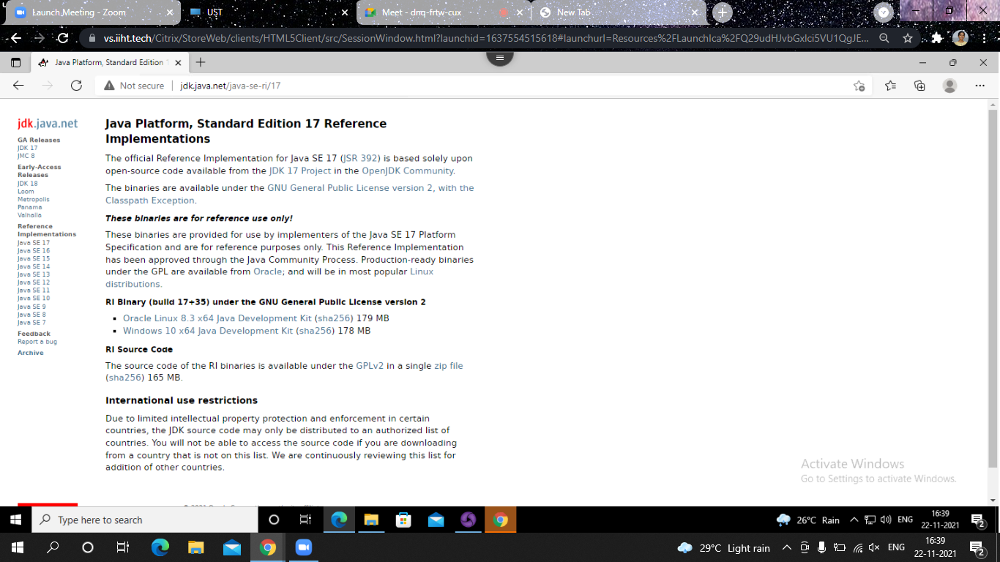 Launch Meeting - Zoom
UST
Meet - dnq-frtw-cux
New Tab
vs.iiht.tech/Citrix/StoreWeb/clients/HTML5Client/src/SessionWindow.html?launchid=1637554515618#launchurl=Resources%2FLaunchIca%2FQ29udHJvbGxlci5VU1QgJE...
Java Platform, Standard Edition
Not secure
jdk.java.net/java-se-ri/17
jdk.java.net
GA Releases
JDK 17
JMC 8
Early-Access
Releases
JDK 18
Loom
Metropolis
Panama
Valhalla
Reference
Implementations
Java SE 17
Java SE 16
Java SE 15
Java SE 14
Java SE 13
Java SE 12
Java SE 11
Java SE 10
Java SE 9
Java SE 8
Java SE 7
Feedback
Report a bug
Archive
Java Platform, Standard Edition 17 Reference
Implementations
The official Reference Implementation for Java SE 17 (JSR 392) is based solely upon
open-source code available from the JDK 17 Project in the OpenJDK Community.
The binaries are available under the GNU General Public License version 2, with the
Classpath Exception.
These binaries are for reference use only!
These binaries are provided for use by implementers of the Java SE 17 Platform
Specification and are for reference purposes only. This Reference Implementation
has been approved through the Java Community Process. Production-ready binaries
under the GPL are available from Oracle; and will be in most popular Linux
distributions.
RI Binary (build 17+35) under the GNU General Public License version 2
▪ Oracle Linux 8.3 x64 Java Development Kit (sha256) 179 MB
▪ Windows 10 x64 Java Development Kit (sha256) 178 MB
RI Source Code
The source code of the RI binaries is available under the GPLv2 in a single zip file
(sha256) 165 MB.
International use restrictions
Due to limited intellectual property protection and enforcement in certain
countries, the JDK source code may only be distributed to an authorized list of
countries. You will not be able to access the source code if you are downloading
from a country that is not on this list. We are continuously reviewing this list for
addition of other countries.
Activate Windows
Go to Settings to activate Windows.
Type here to search
26°C Rain
ENG
16:39
22-11-2021
2
29°C Light rain
ENG
16:39
22-11-2021
2